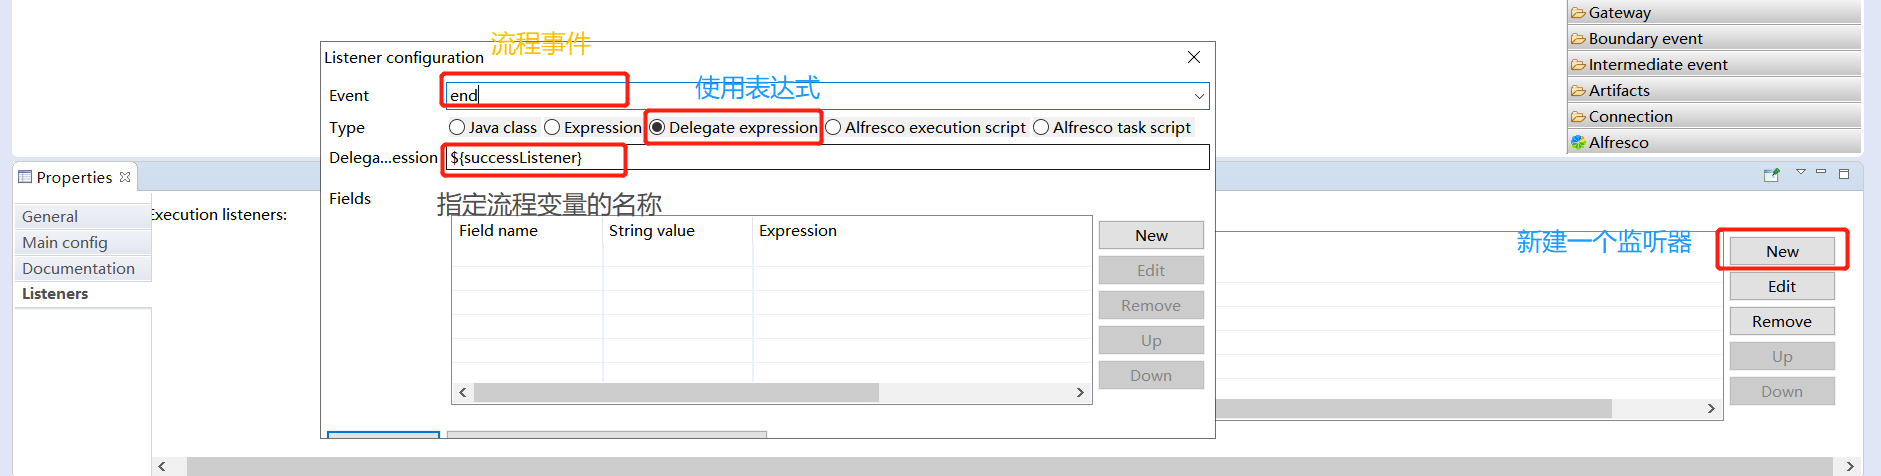 Gateway
Boundary event
Intermediate event
Artifacts
Connection
Alfresco
流程事件
Listener configuration
Event
end
使用表达式
Type
Java class
Expression
Delegate expression
Alfresco execution script
Alfresco task script
Delega...ession
${successListener}
Fields
指定流程变量的名称
Field name
String value
Expression
New
Edit
Remove
Up
Down
Properties
General
Main config
Documentation
Listeners
Execution listeners:
新建一个监听器
New
Edit
Remove
Up
Down